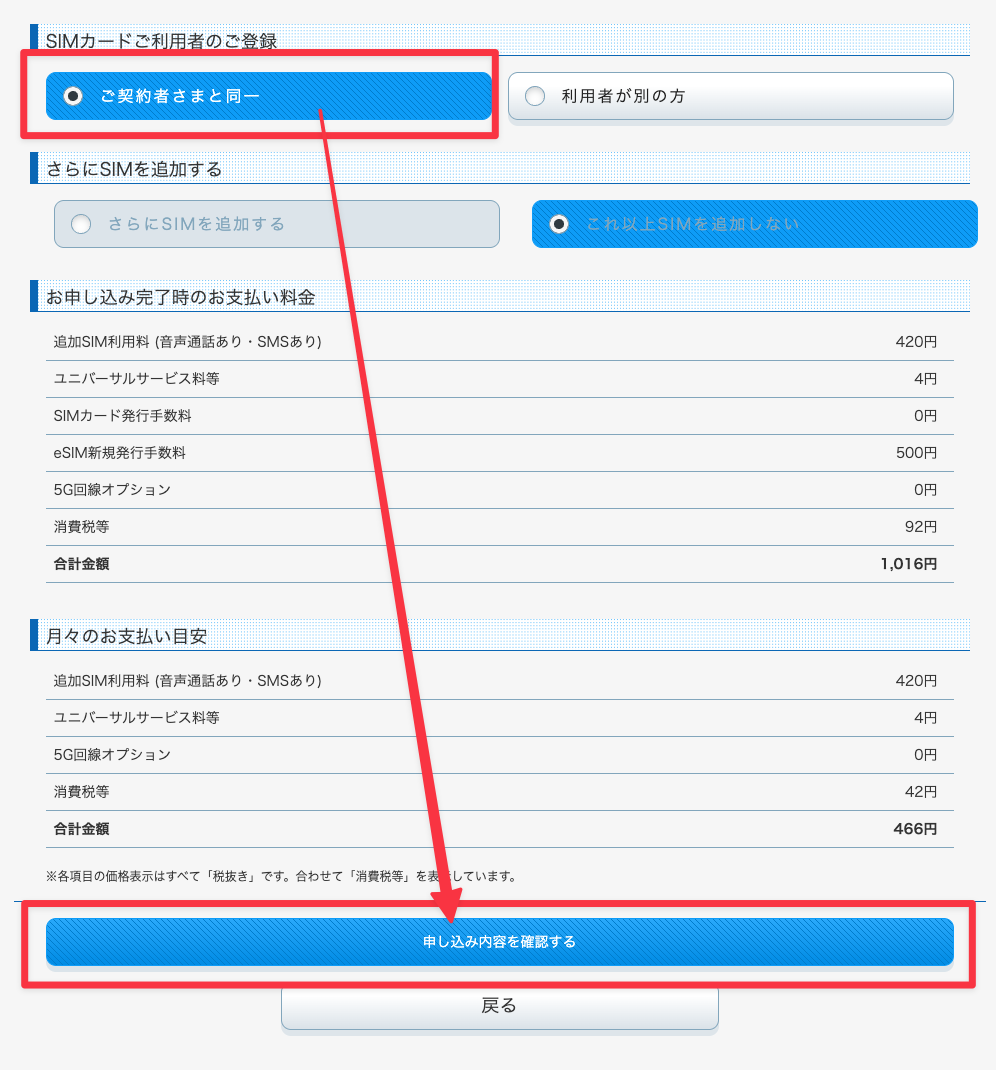 SIMカードご利用者のご登録
ご契約者さまと同一
利用者が別の方
さらにSIMを追加する
さらにSIMを追加する
これ以上SIMを追加しない
お申し込み完了時のお支払い料金
追加SIM利用料 (音声通話あり・SMSあり) 420円
ユニバーサルサービス料等 4円
SIMカード発行手数料 0円
eSIM新規発行手数料 500円
5G回線オプション 0円
消費税等 92円
合計金額 1,016円
月々のお支払い目安
追加SIM利用料 (音声通話あり・SMSあり) 420円
ユニバーサルサービス料等 4円
5G回線オプション 0円
消費税等 42円
合計金額 466円
※各項目の価格表示はすべて「税抜き」です。合わせて「消費税等」を表示しています。
申し込み内容を確認する
戻る